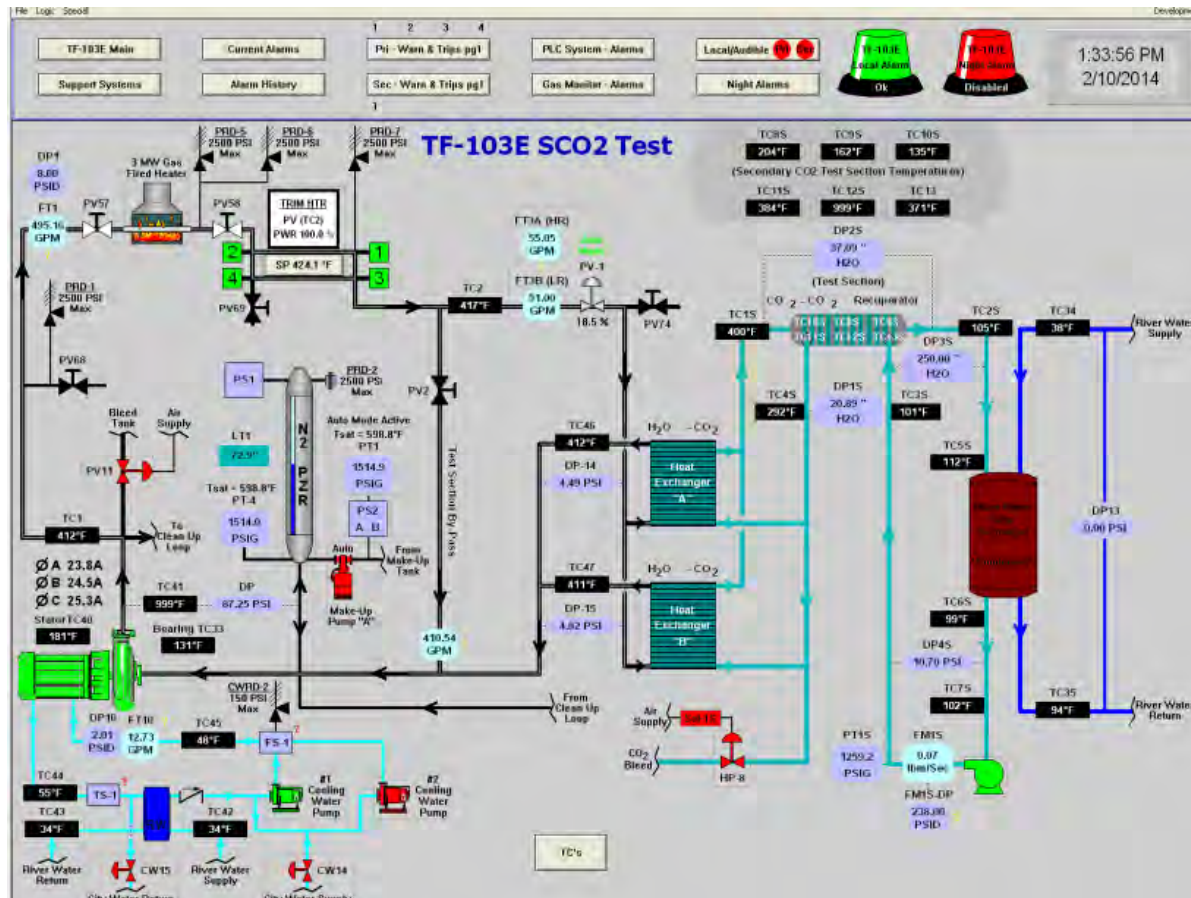 File Logic Special
Developme
1 2 3 4
TF-103E Main
Current Alarms
Pri - Warn & Trips pg1
PLC System - Alarms
Local/Audible Pri Sec
TF-103E
Local Alarm
Ok
TF-103E
Night Alarm
Disabled
1:33:56 PM
2/10/2014
Support Systems
Alarm History
Sec - Warn & Trips pg1
Gas Monitor - Alarms
Night Alarms
1
TF-103E SCO2 Test
DP1
8.00
PSID
FT1
495.16
GPM
PV57
3 MW Gas
Fired Heater
PV58
PRD-5
2500 PSI
Max
PRD-6
2500 PSI
Max
PRD-7
2500 PSI
Max
TRIM HTR
PV (TC2)
PWR 100.0 %
2
1
SP 424.1 °F
4
3
PV69
TC8S
204°F
TC9S
162°F
TC10S
135°F
(Secondary CO2 Test Section Temperatures)
TC11S
384°F
TC12S
999°F
TC13
371°F
FT3A (HR)
55.05
GPM
FT3B (LR)
51.00
GPM
PV-1
18.5 %
TC2
417°F
PV74
DP2S
37.09 "
H2O
(Test Section)
CO2-CO2 Recuperator
TC1S
400°F
TC2S
105°F
TC34
38°F
River Water
Supply
DP3S
250.00 "
H2O
PRD-1
2500 PSI
Max
PV68
Bleed
Tank
Air
Supply
PV11
PS1
PRD-2
2500 PSI
Max
PV2
N2 PZR
LT1
72.9"
Auto Mode Active
Tsat = 598.8°F
PT1
1514.9
PSIG
Tsat = 598.8°F
PT-4
1514.0
PSIG
PS2
A B
Test Section By-Pass
TC4S
292°F
DP1S
20.89 "
H2O
TC3S
101°F
TC46
412°F
DP-14
4.49 PSI
H2O -CO2
Heat
Exchanger
"A"
TC5S
112°F
DP13
0.00 PSI
TC1
412°F
To
Clean Up
Loop
Auto
From
Make-Up
Tank
Make-Up
Pump "A"
Ø A 23.8A
Ø B 24.5A
Ø C 25.3A
TC41
999°F
DP
87.25 PSI
Stator TC40
181°F
Bearing TC33
131°F
TC47
411°F
DP-15
4.62 PSI
H2O -CO2
Heat
Exchanger
"B"
410.54
GPM
TC6S
99°F
DP4S
10.70 PSI
TC7S
102°F
TC35
94°F
River Water
Return
CWRD-2
150 PSI
Max
From
Clean Up
Loop
DP10
2.01
PSID
FT10
12.73
GPM
TC45
48°F
FS-1
?
Air
Supply
CO2
Bleed
HP-8
PT1S
1259.2
PSIG
FM1S
0.07
lbm/Sec
FM1S-DP
238.00
PSID
TC44
55°F
TS-1
?
#1
Cooling
Water
Pump
#2
Cooling
Water
Pump
TC43
34°F
TC42
34°F
River Water
Return
CW15
River Water
Supply
CW14
City Water Return
City Water Supply
TC's